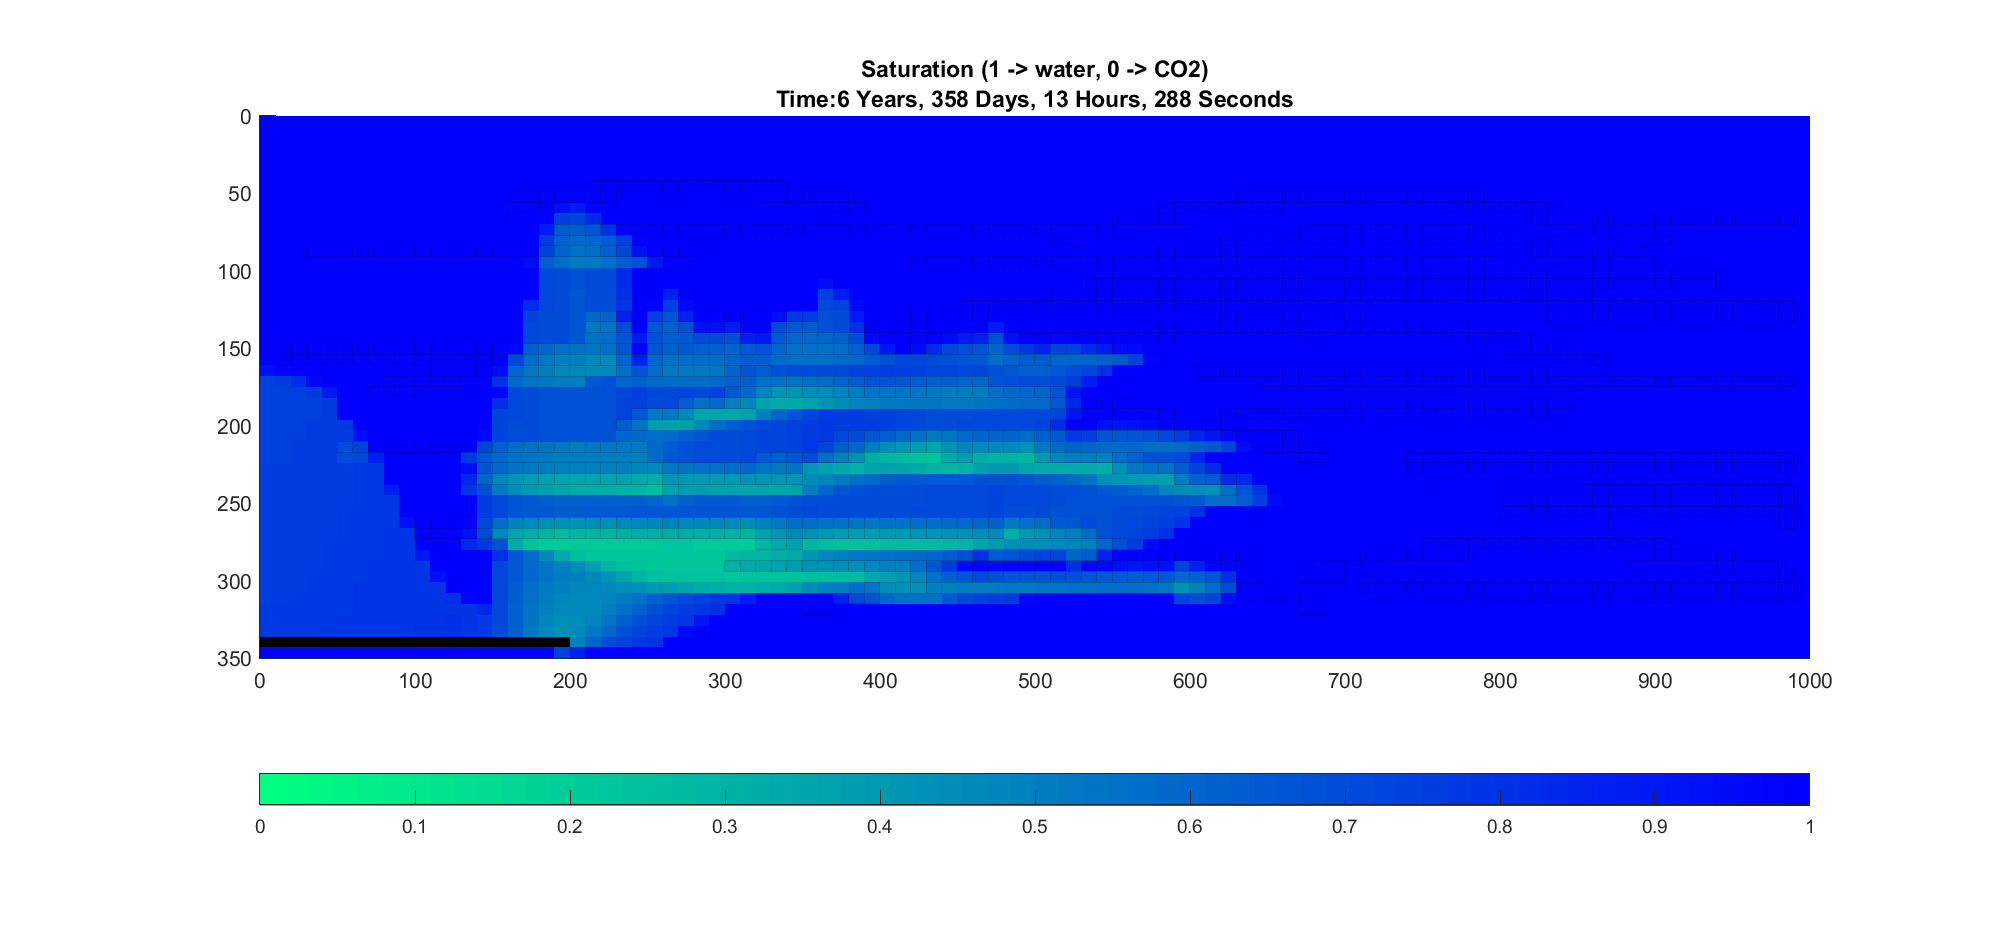 Saturation (1 -> water, 0 -> CO2)
Time:6 Years, 358 Days, 13 Hours, 288 Seconds
0
50
100
150
200
250
300
350
0 100 200 300 400 500 600 700 800 900 1000
0 0.1 0.2 0.3 0.4 0.5 0.6 0.7 0.8 0.9 1